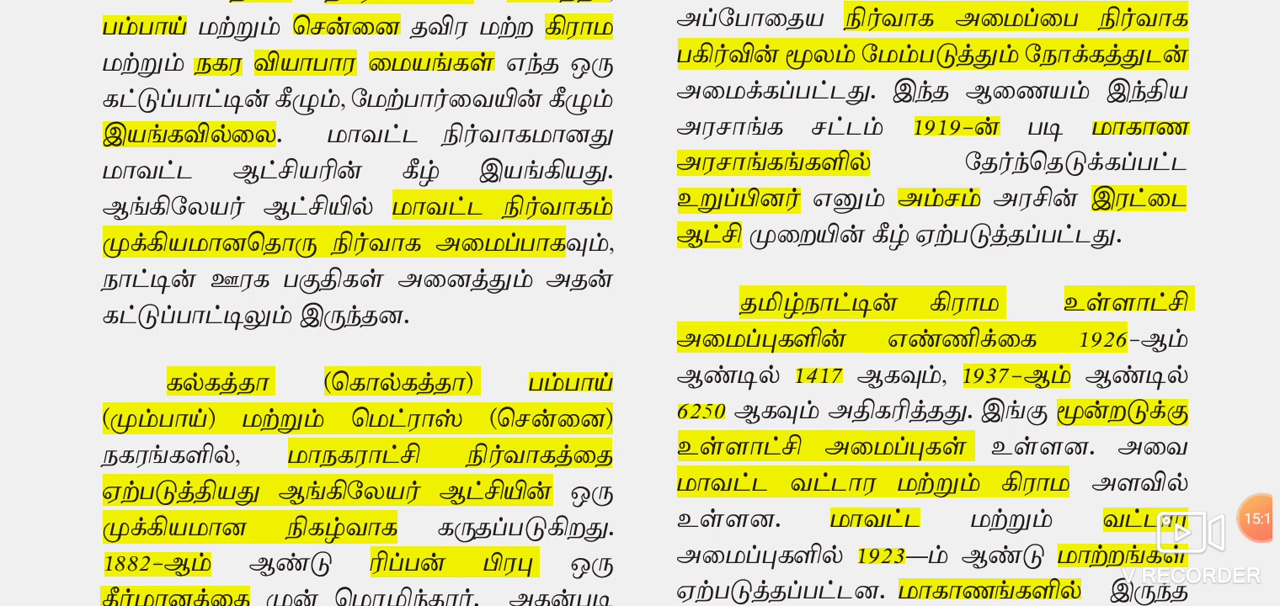 பம்பாய் மற்றும் சென்னை தவிர மற்ற கிராம
மற்றும் நகர வியாபார மையங்கள் எந்த ஒரு
கட்டுப்பாட்டின் கீழும், மேற்பார்வையின் கீழும்
இயங்கவில்லை. மாவட்ட நிர்வாகமானது
மாவட்ட ஆட்சியரின் கீழ் இயங்கியது.
ஆங்கிலேயர் ஆட்சியில் மாவட்ட நிர்வாகம்
முக்கியமானதொரு நிர்வாக அமைப்பாகவும்,
நாட்டின் ஊரக பகுதிகள் அனைத்தும் அதன்
கட்டுப்பாட்டிலும் இருந்தன.
கல்கத்தா (கொல்கத்தா) பம்பாய்
(மும்பாய்) மற்றும் மெட்ராஸ் (சென்னை)
நகரங்களில், மாநகராட்சி நிர்வாகத்தை
ஏற்படுத்தியது ஆங்கிலேயர் ஆட்சியின் ஒரு
முக்கியமான நிகழ்வாக கருதப்படுகிறது.
1882-ஆம் ஆண்டு ரிப்பன் பிரபு ஒரு
தீர்மானத்தை முன் மொழிந்தார். அதன்படி
அப்போதைய நிர்வாக அமைப்பை நிர்வாக
பகிர்வின் மூலம் மேம்படுத்தும் நோக்கத்துடன்
அமைக்கப்பட்டது. இந்த ஆணையம் இந்திய
அரசாங்க சட்டம் 1919-ன் படி மாகாண
அரசாங்கங்களில் தேர்ந்தெடுக்கப்பட்ட
உறுப்பினர் எனும் அம்சம் அரசின் இரட்டை
ஆட்சி முறையின் கீழ் ஏற்படுத்தப்பட்டது.
தமிழ்நாட்டின் கிராம உள்ளாட்சி
அமைப்புகளின் எண்ணிக்கை 1926-ஆம்
ஆண்டில் 1417 ஆகவும், 1937-ஆம் ஆண்டில்
6250 ஆகவும் அதிகரித்தது. இங்கு மூன்றடுக்கு
உள்ளாட்சி அமைப்புகள் உள்ளன. அவை
மாவட்ட வட்டார மற்றும் கிராம அளவில்
உள்ளன. மாவட்ட மற்றும் வட்டார
அமைப்புகளில் 1923—ம் ஆண்டு மாற்றங்கள்
ஏற்படுத்தப்பட்டன. மாகாணங்களில் இருந்த
15:1
V RECORDER